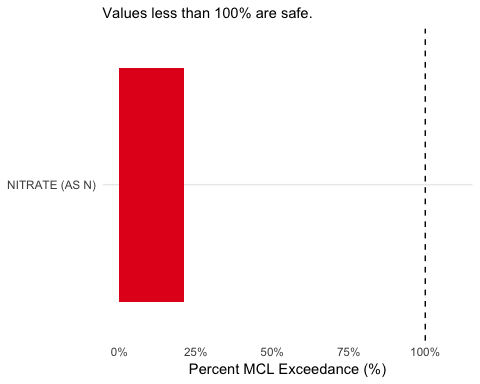 Values less than 100% are safe.
NITRATE (AS N)
0% 25% 50% 75% 100%
Percent MCL Exceedance (%)